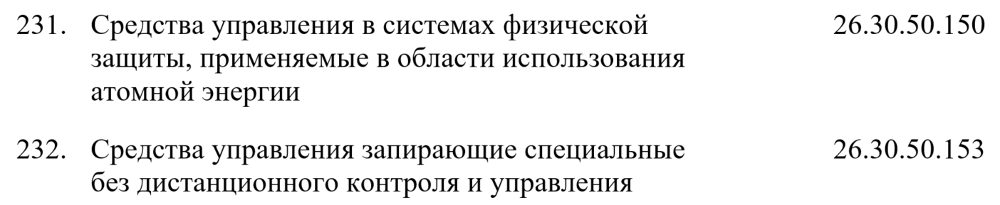 231. Средства управления в системах физической 26.30.50.150
защиты, применяемые в области использования
атомной энергии
232. Средства управления запирающие специальные 26.30.50.153
без дистанционного контроля и управления